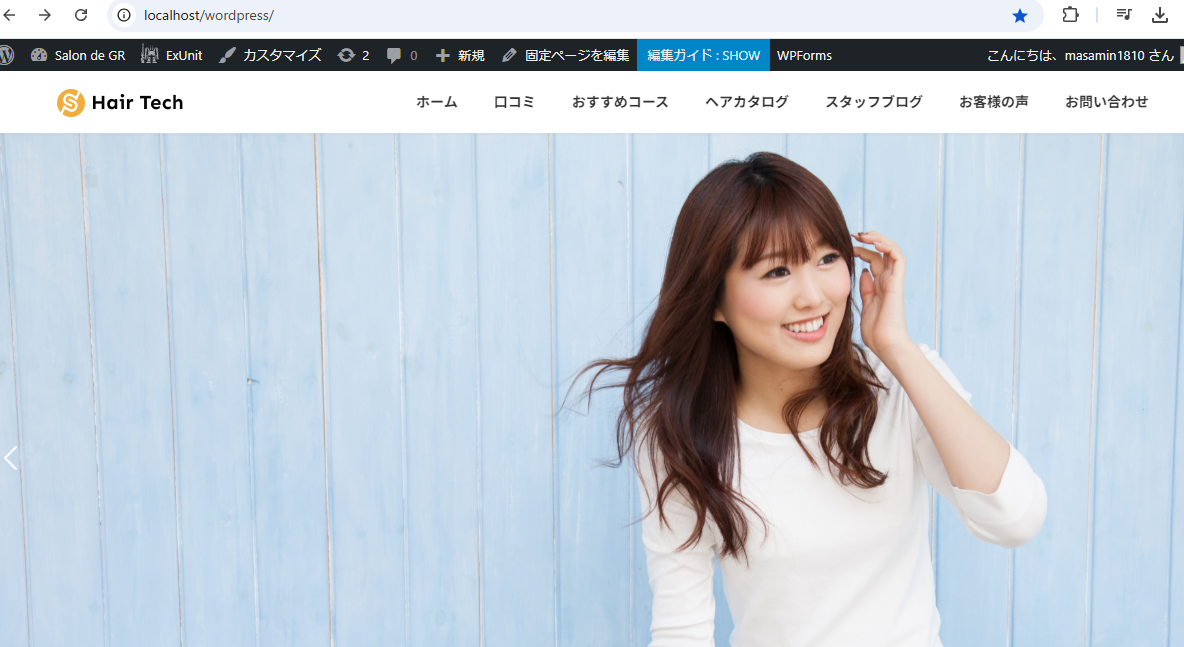 localhost/wordpress/
Salon de GR ExUnit カスタマイズ 2 0 新規 固定ページを編集 編集ガイド : SHOW WPForms こんにちは、masamin1810 さん
S Hair Tech ホーム 口コミ おすすめコース ヘアカタログ スタッフブログ お客様の声 お問い合わせ